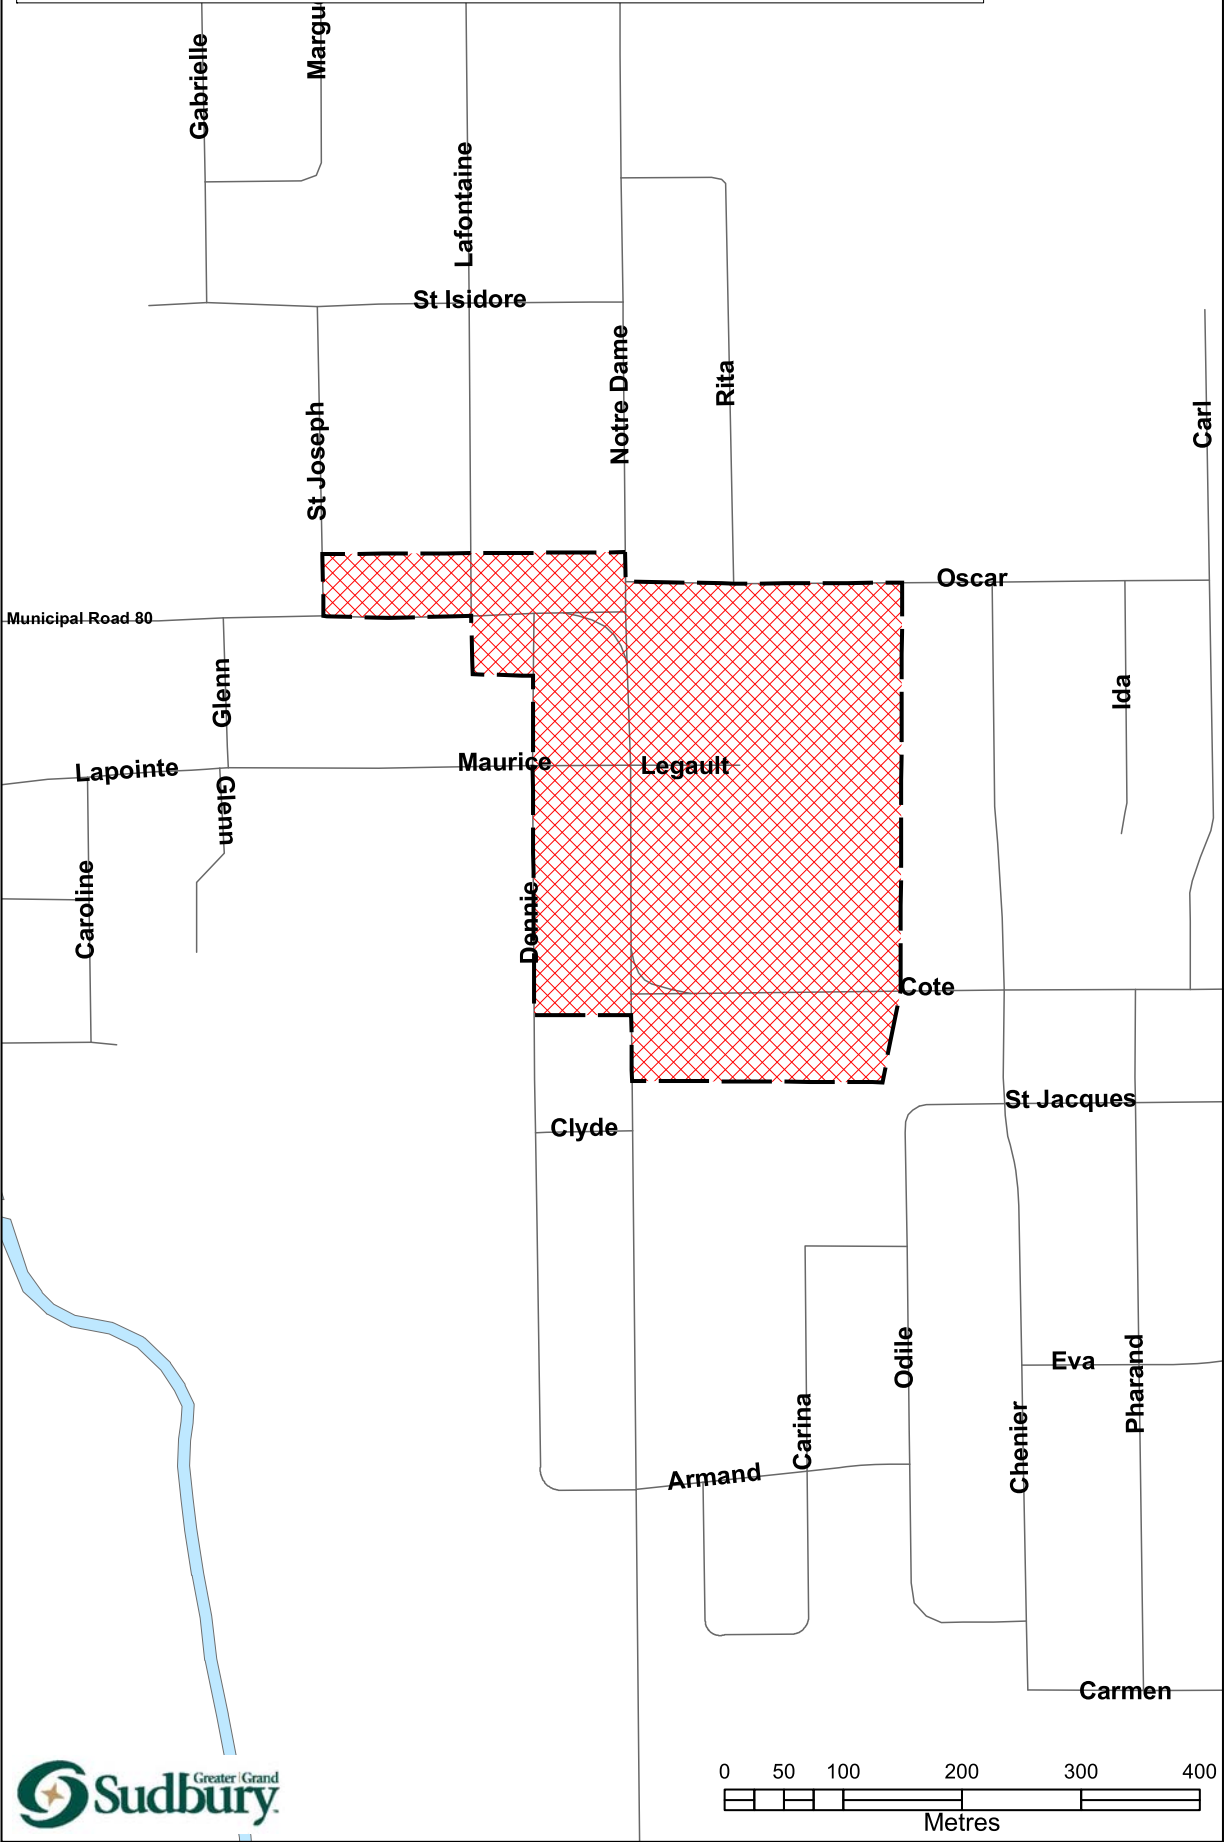 Gabrielle
Lafontaine
St Isidore
Notre Dame
Rita
Carl
St Joseph
Oscar
Municipal Road 80
Glenn
Ida
Lapointe
Maurice
Legault
Glenn
Caroline
Dennie
Cote
St Jacques
Clyde
Odile
Eva
Pharand
Carina
Chenier
Armand
Carmen
Greater | Grand
Sudbury
0 50 100 200 300 400
Metres